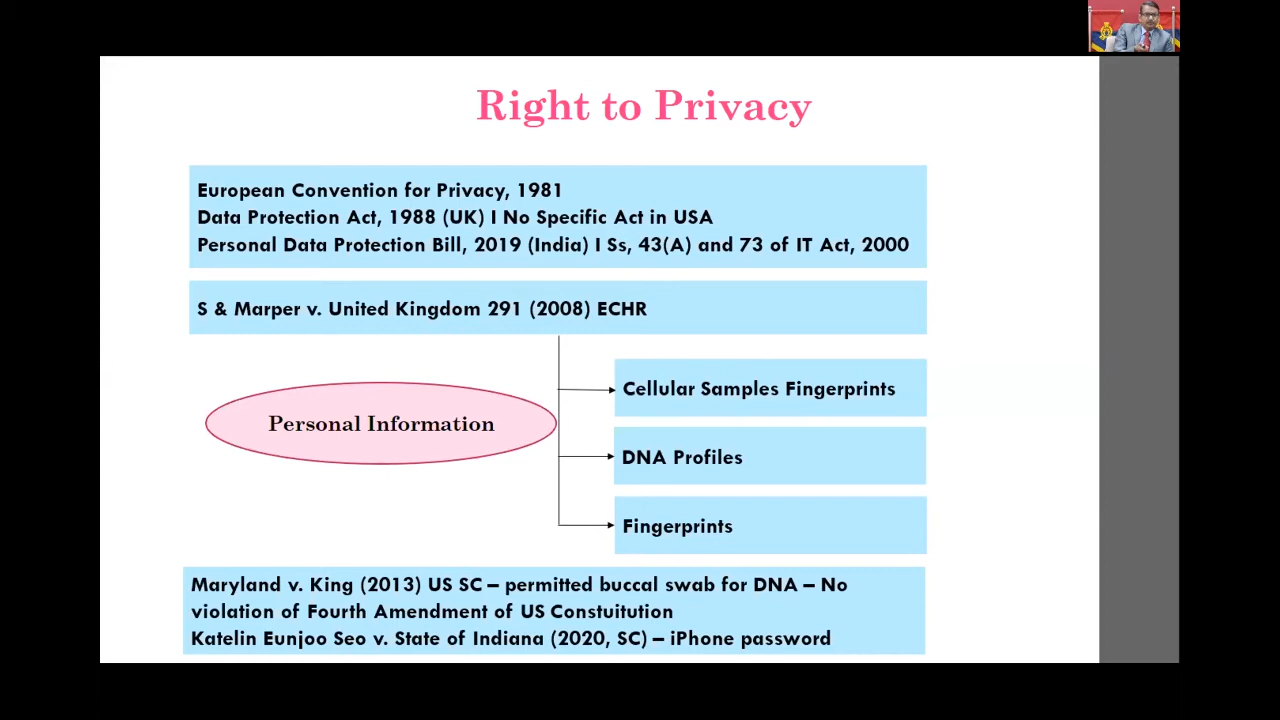 Right to Privacy
European Convention for Privacy, 1981
Data Protection Act, 1988 (UK) I No Specific Act in USA
Personal Data Protection Bill, 2019 (India) I Ss, 43(A) and 73 of IT Act, 2000
S & Marper v. United Kingdom 291 (2008) ECHR
Cellular Samples Fingerprints
Personal Information
DNA Profiles
Fingerprints
Maryland v. King (2013) US SC – permitted buccal swab for DNA – No
violation of Fourth Amendment of US Constuitution
Katelin Eunjoo Seo v. State of Indiana (2020, SC) – iPhone password